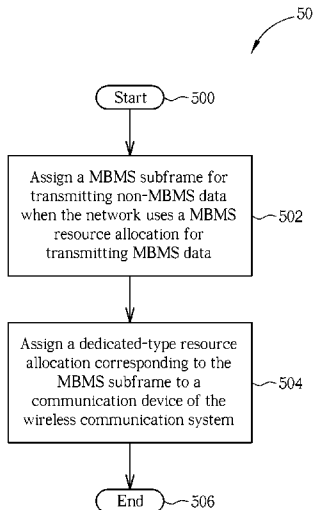 50
Start
500
Assign a MBMS subframe for
transmitting non-MBMS data
when the network uses a MBMS
resource allocation for
transmitting MBMS data
502
Assign a dedicated-type resource
allocation corresponding to the
MBMS subframe to a
communication device of the
wireless communication system
504
End
506